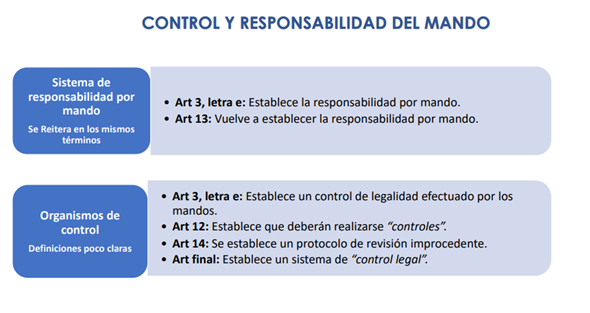 CONTROL Y RESPONSABILIDAD DEL MANDO
Sistema de
responsabilidad por
mando
Se Reitera en los mismos
términos
• Art 3, letra e: Establece la responsabilidad por mando.
• Art 13: Vuelve a establecer la responsabilidad por mando.
Organismos de
control
Definiciones poco claras
• Art 3, letra e: Establece un control de legalidad efectuado por los
mandos.
• Art 12: Establece que deberán realizarse “controles”.
• Art 14: Se establece un protocolo de revisión improcedente.
• Art final: Establece un sistema de “control legal”.